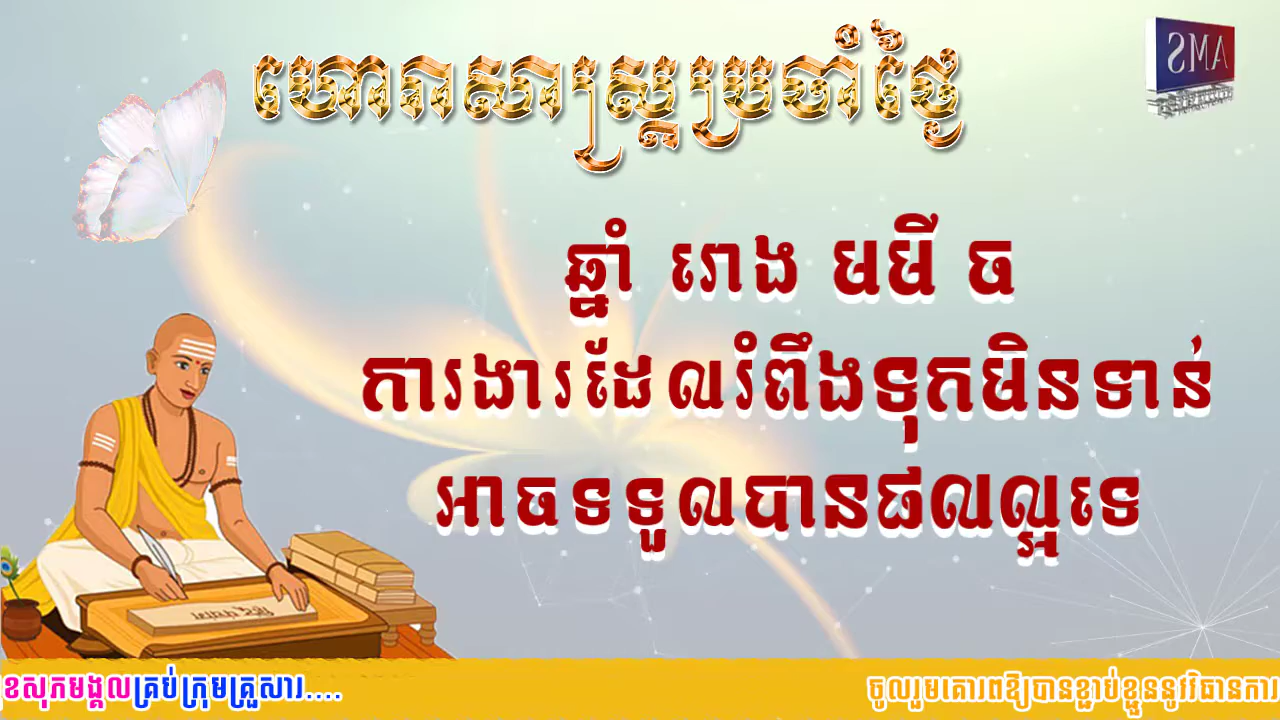 ហោរាសាស្ត្រប្រចាំថ្ងៃ
AMS
ឆ្នាំ រោង មមី ច
ការងារដែលរំពឹងទុកមិនទាន់
អាចទទួលបានផលល្អទេ
ខសុភមង្គលគ្រប់ក្រុមគ្រួសារ....
ចូលរួមគោរពឱ្យបានខ្ជាប់ខ្ជួននូវវិធានការ